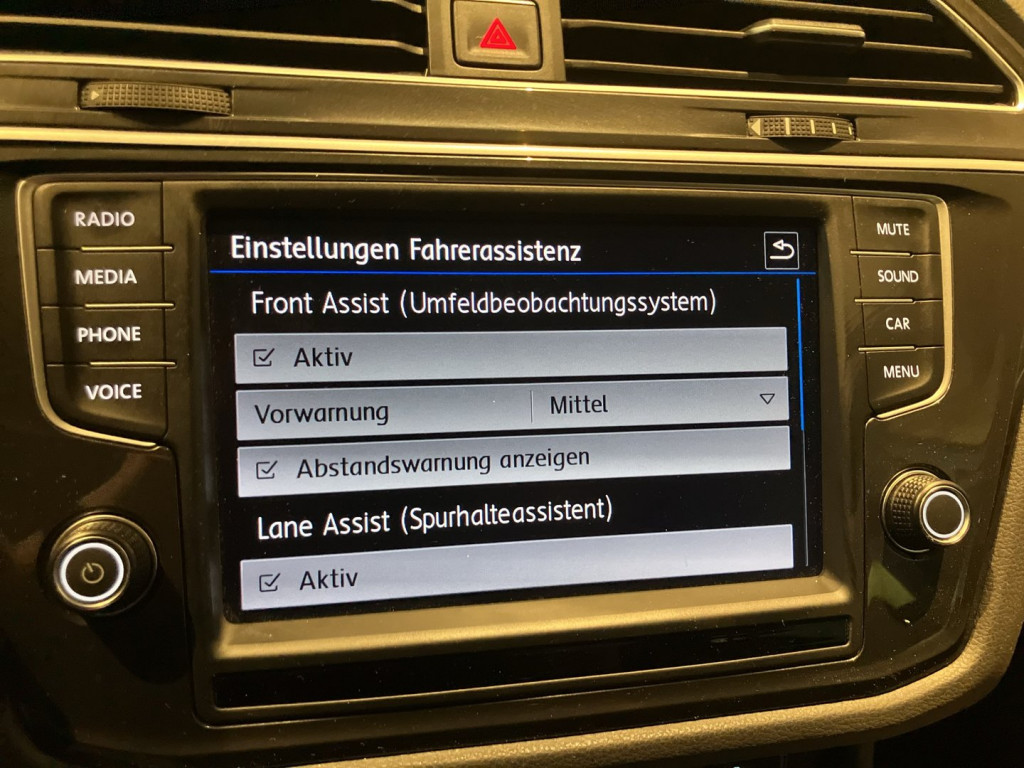 RADIO
MEDIA
PHONE
VOICE
Einstellungen Fahrerassistenz
Front Assist (Umfeldbeobachtungssystem)
Aktiv
Vorwarnung Mittel
Abstandswarnung anzeigen
Lane Assist (Spurhalteassistent)
Aktiv
MUTE
SOUND
CAR
MENU